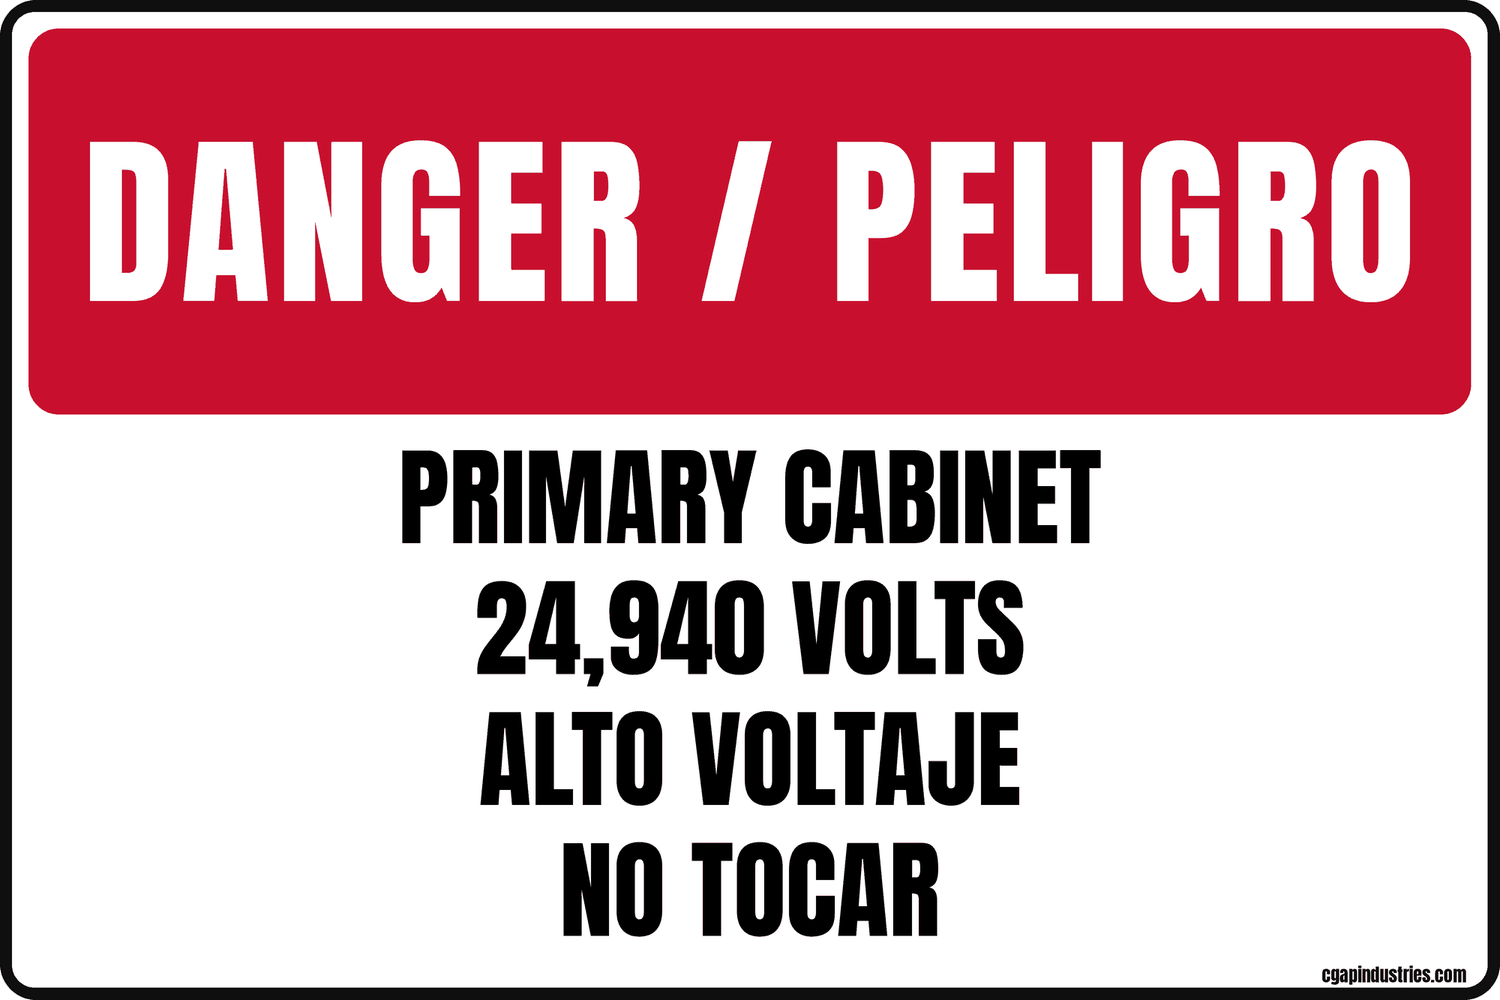 DANGER / PELIGRO
PRIMARY CABINET
24,940 VOLTS
ALTO VOLTAJE
NO TOCAR
cgapindustries.com